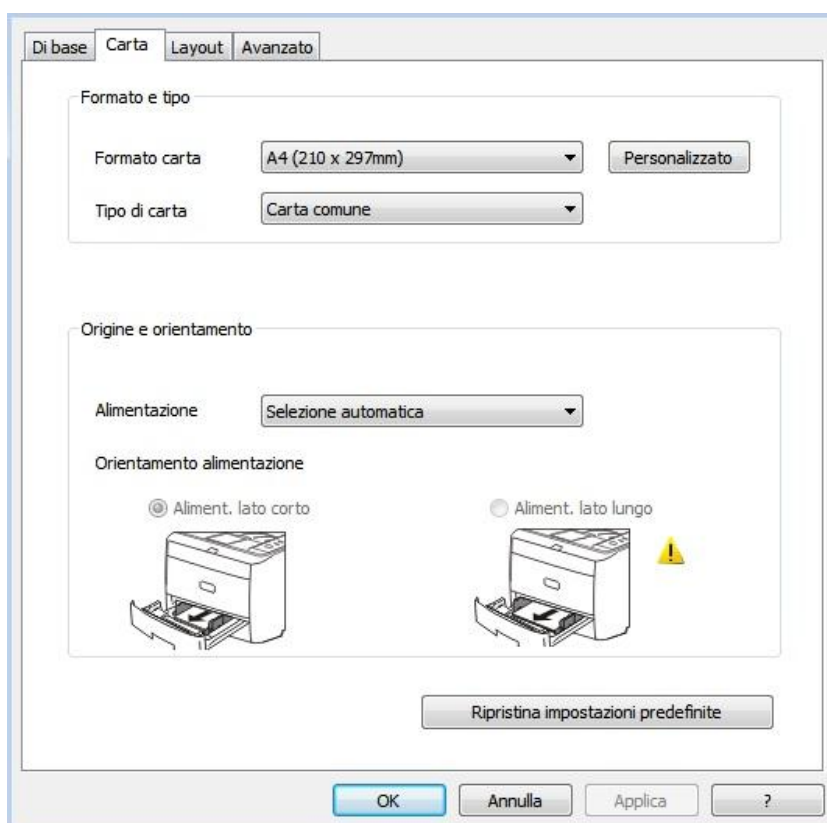 Di base Carta Layout Avanzato
Formato e tipo
Formato carta A4 (210 x 297mm) Personalizzato
Tipo di carta Carta comune
Origine e orientamento
Alimentazione Selezione automatica
Orientamento alimentazione
Aliment. lato corto Aliment. lato lungo
Ripristina impostazioni predefinite
OK Annulla Applica ?